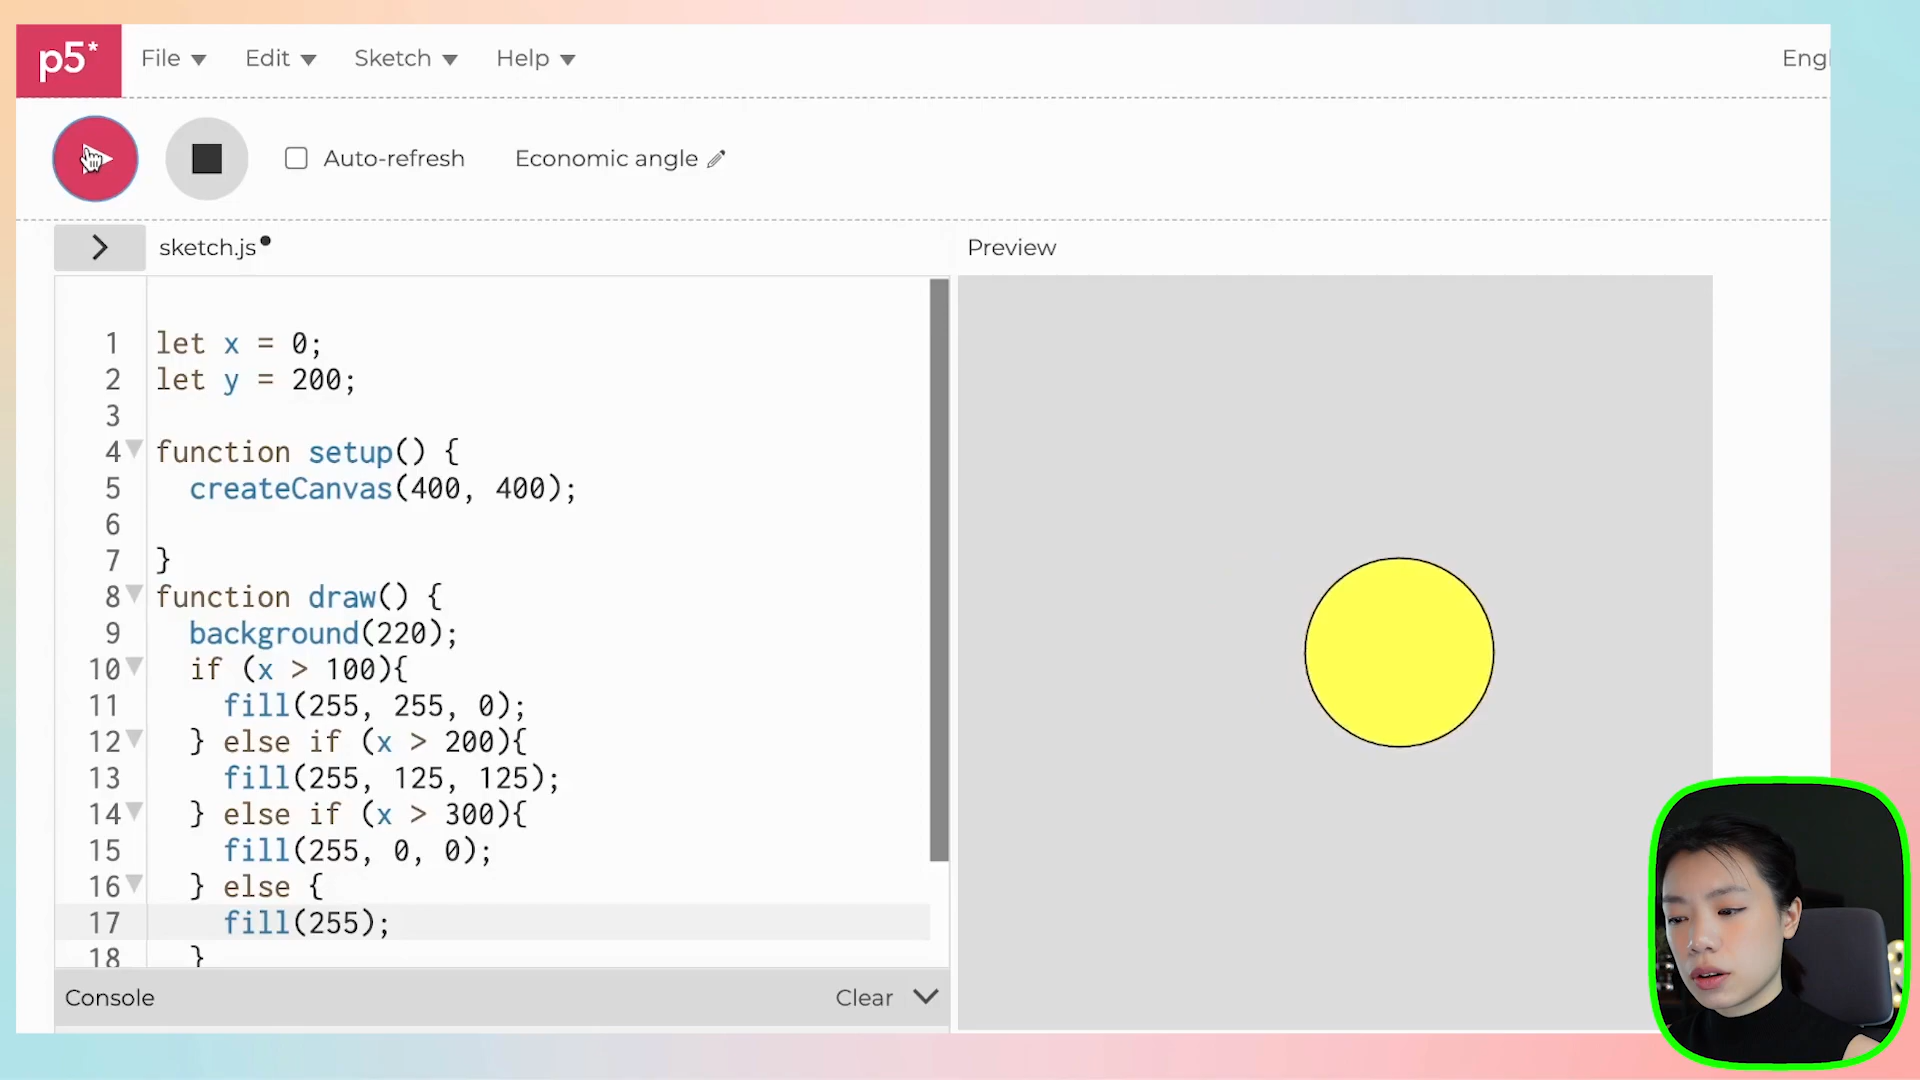 p5*
File
Edit
Sketch
Help
Engl
Auto-refresh
Economic angle
sketch.js
Preview
1 let x = 0;
2 let y = 200;
3
4 function setup() {
5 createCanvas(400, 400);
6
7 }
8 function draw() {
9 background(220);
10 if (x > 100){
11 fill(255, 255, 0);
12 } else if (x > 200){
13 fill(255, 125, 125);
14 } else if (x > 300){
15 fill(255, 0, 0);
16 } else {
17 fill(255);
18 }
Console
Clear